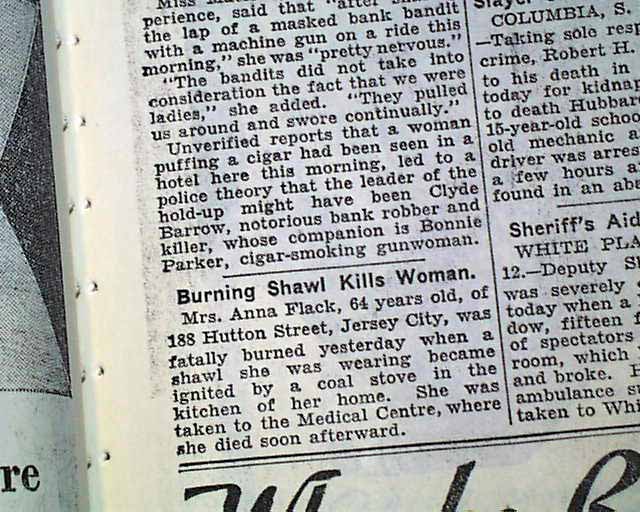 Miss
perience, said that "after
the lap of a masked bank bandit
with a machine gun on a ride this
morning," she was "pretty nervous."
"The bandits did not take into
consideration the fact that we were
ladies," she added. "They pulled
us around and swore continually."
Unverified reports that a woman
puffing a cigar had been seen in a
hotel here this morning, led to a
police theory that the leader of the
hold-up might have been Clyde
Barrow, notorious bank robber and
killer, whose companion is Bonnie
Parker, cigar-smoking gunwoman.
Burning Shawl Kills Woman.
Mrs. Anna Flack, 64 years old, of
188 Hutton Street, Jersey City, was
fatally burned yesterday when a
shawl she was wearing became
ignited by a coal stove in the
kitchen of her home. She was
taken to the Medical Centre, where
she died soon afterward.
COLUMBIA, S.
—Taking sole resp
crime, Robert H.
to his death in
today for kidnap
to death Hubbar
15-year-old schoo
old mechanic a
driver was arres
a few hours a
found in an ab
Sheriff's Aid
WHITE PLA
12.—Deputy S
was severely
today when a
dow, fifteen f
of spectators
room, which
and broke. H
ambulance s
taken to Whi
re